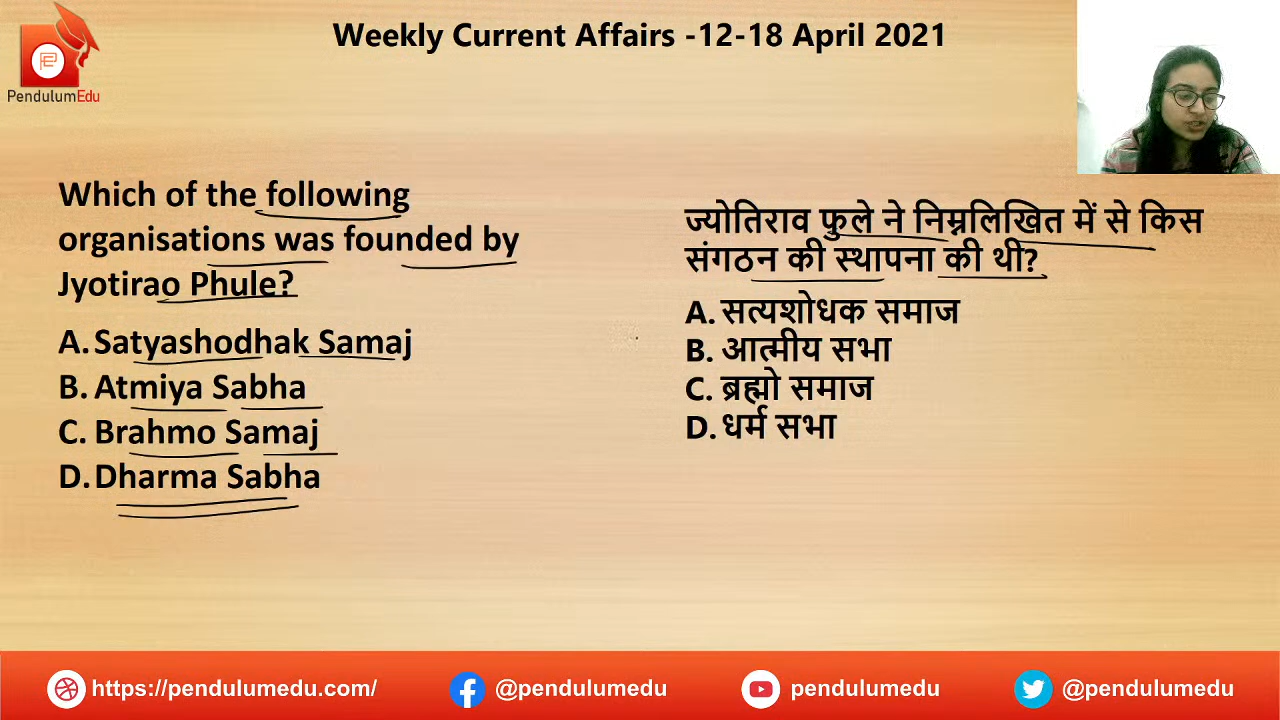 Weekly Current Affairs -12-18 April 2021
PendulumEdu
Which of the following
organisations was founded by
Jyotirao Phule?
A. Satyashodhak Samaj
B. Atmiya Sabha
C. Brahmo Samaj
D. Dharma Sabha
ज्योतिराव फुले ने निम्नलिखित में से किस
संगठन की स्थापना की थी?
A. सत्यशोधक समाज
B. आत्मीय सभा
C. ब्रह्मो समाज
D. धर्म सभा
https://pendulumedu.com/
@pendulumedu
pendulumedu
@pendulumedu